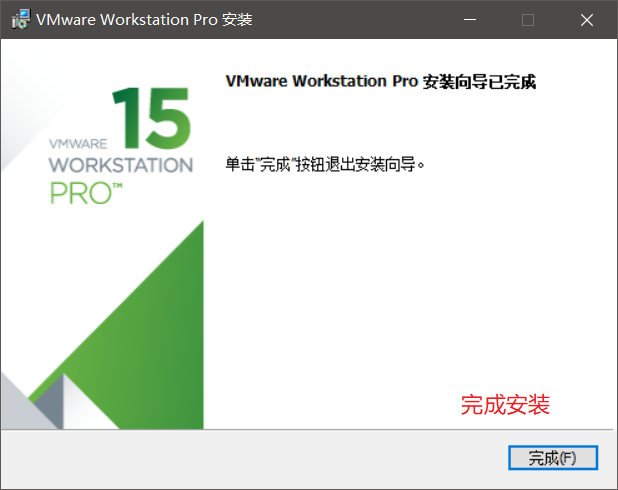 VMware Workstation Pro 安装
VMware Workstation Pro 安装向导已完成
15
VMWARE
WORKSTATION
PRO™
单击"完成"按钮退出安装向导。
完成安装
完成(F)